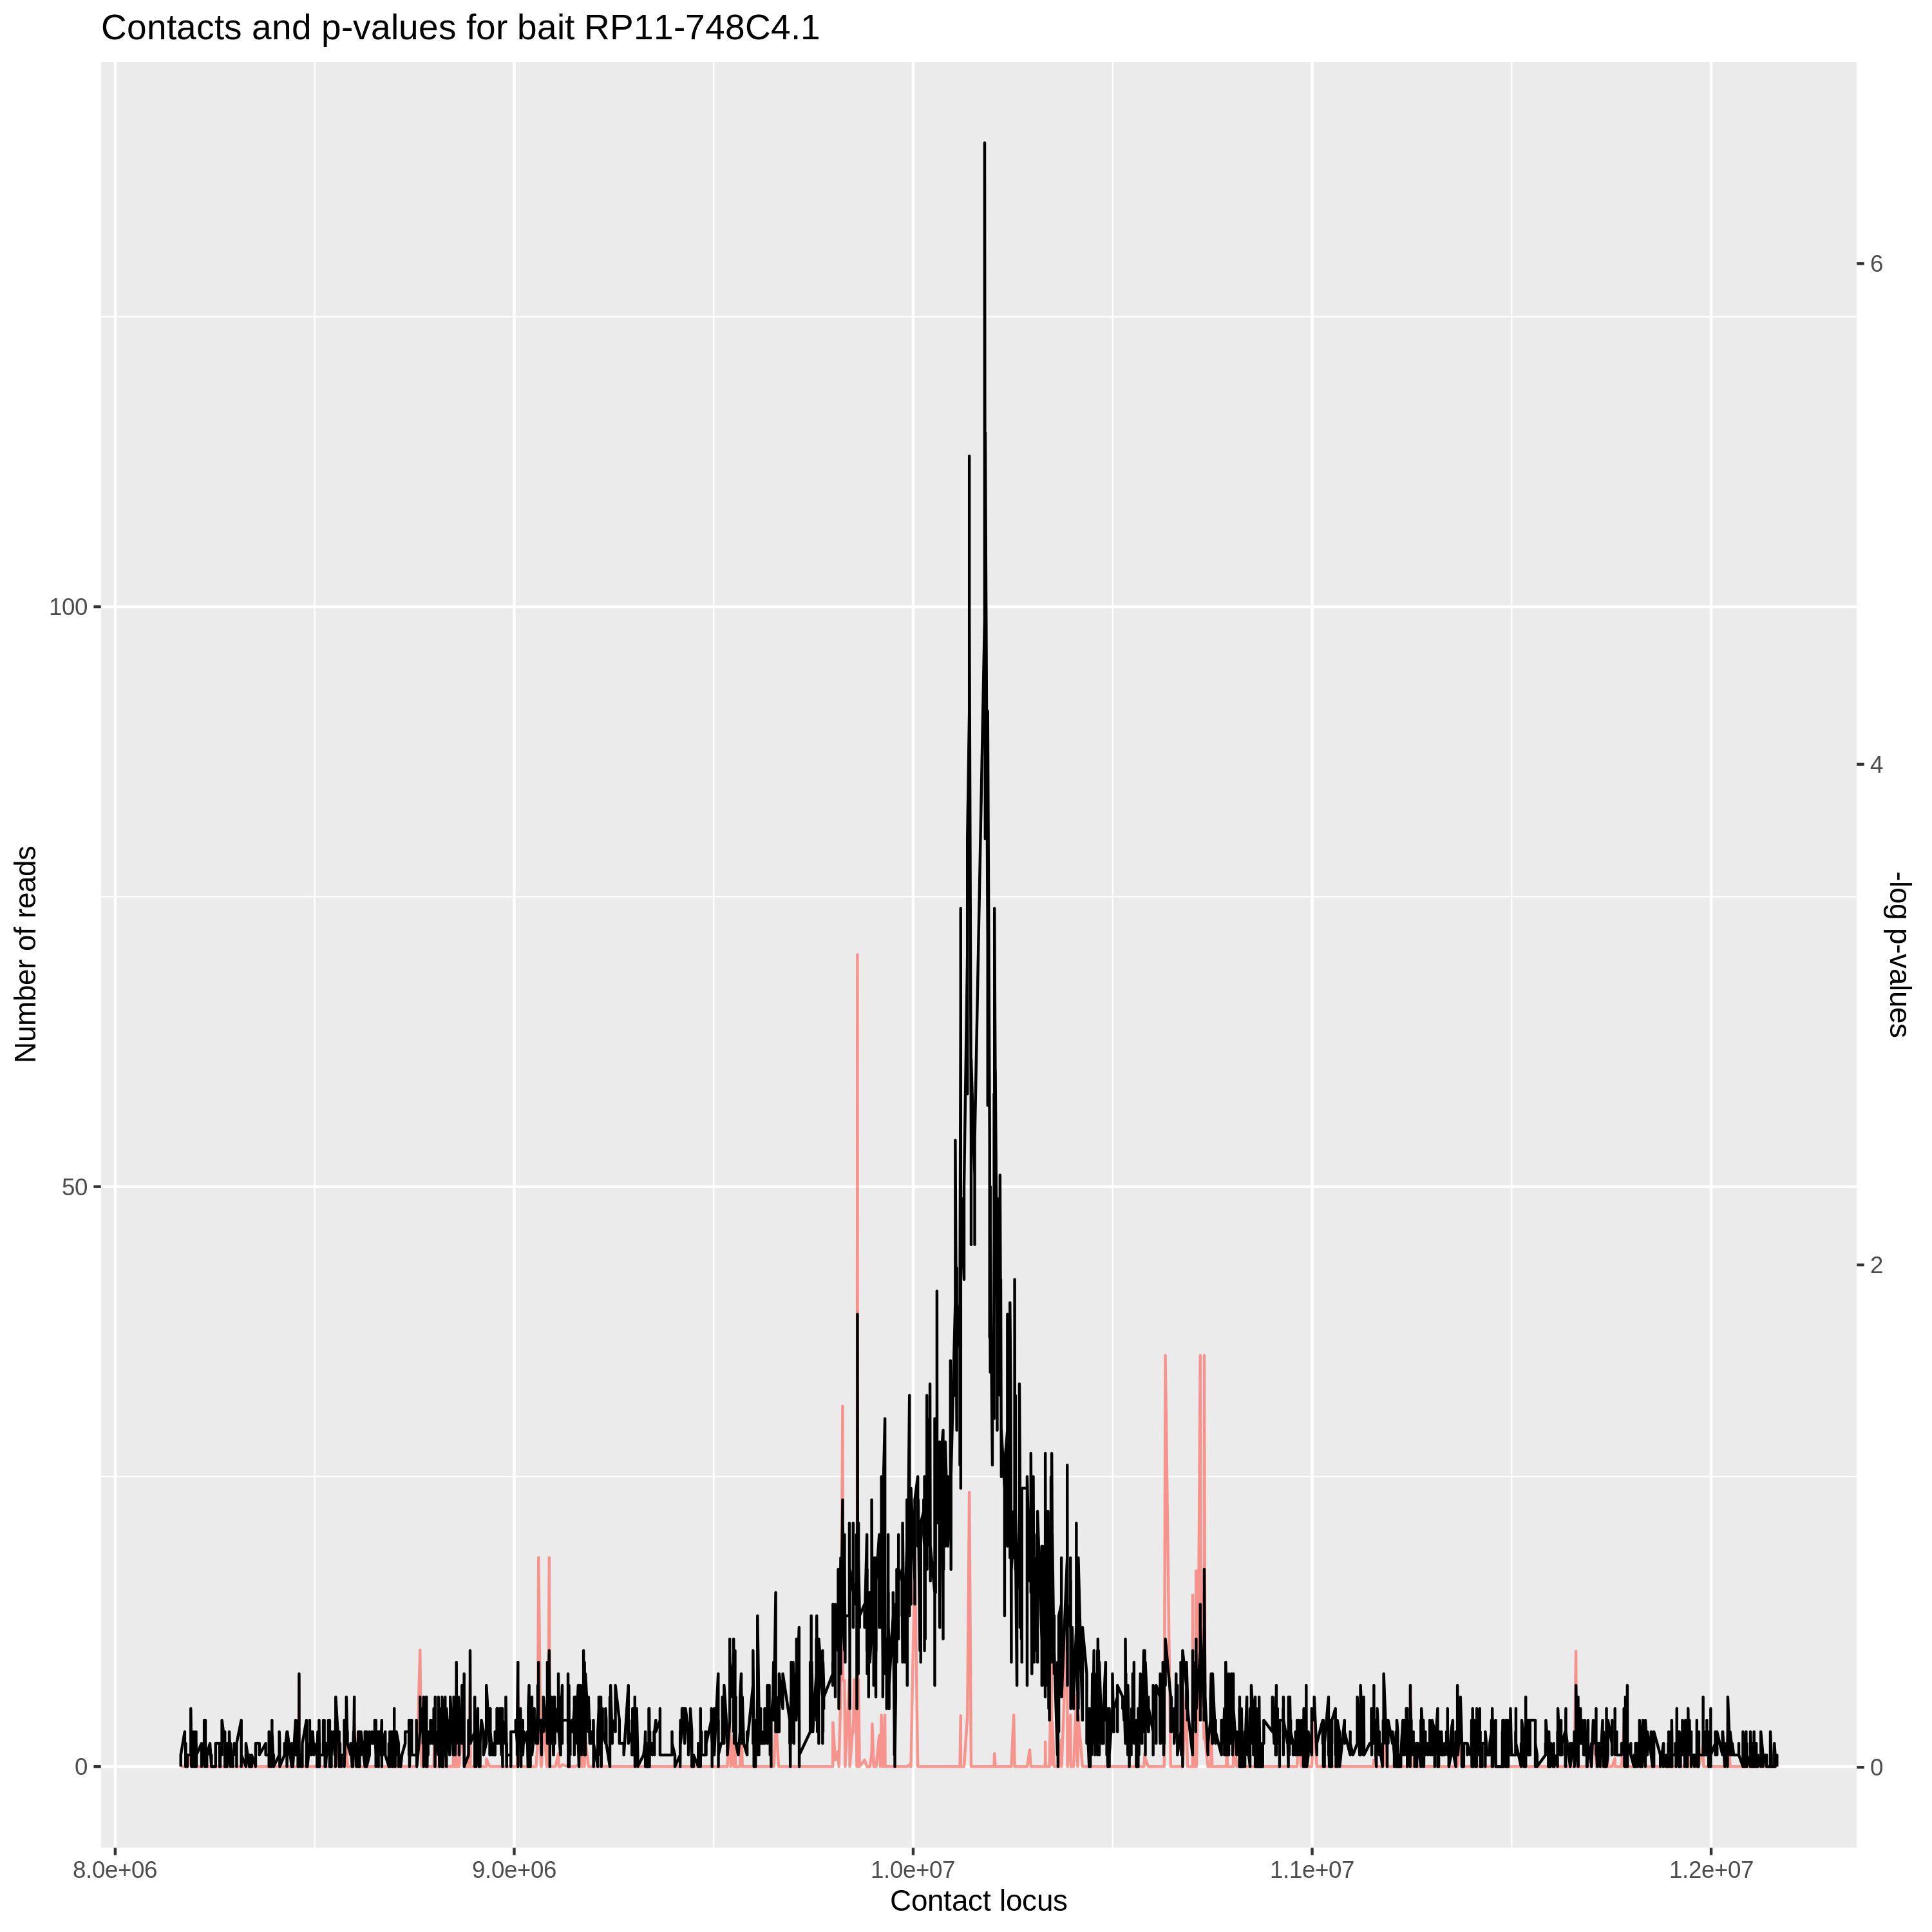 Contacts and p-values for bait RP11-748C4.1
Number of reads
100
50
0
6
4
2
0
-log p-values
8.0e+06
9.0e+06
1.0e+07
1.1e+07
1.2e+07
Contact locus